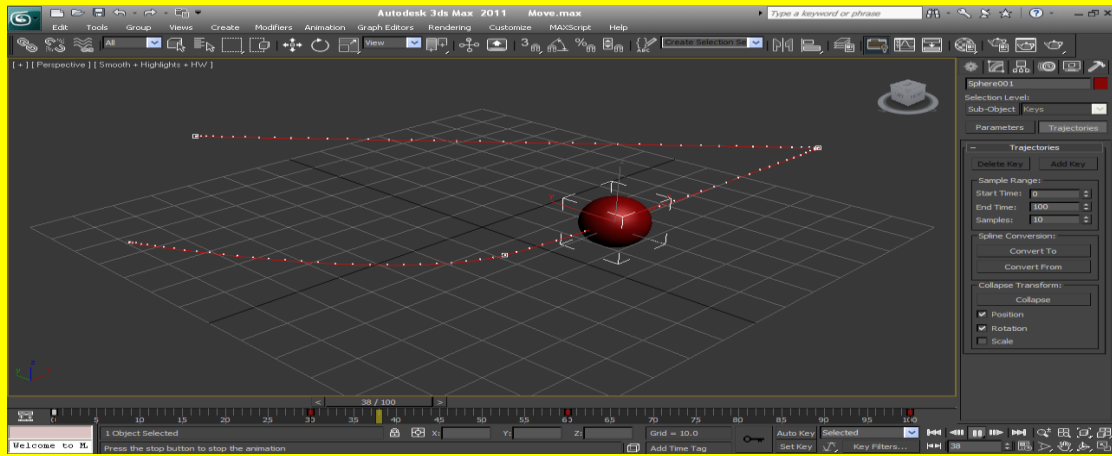 Autodesk 3ds Max 2011 Move.max
Type a keyword or phrase
Edit Tools Group Views Create Modifiers Animation Graph Editors Rendering Customize MAXScript Help
All
View
3
Create Selection Se
[ + ] [ Perspective ] [ Smooth + Highlights + HW ]
Sphere001
Selection Level:
Sub-Object Keys
Parameters Trajectories
Trajectories
Delete Key Add Key
Sample Range:
Start Time: 0
End Time: 100
Samples: 10
Spline Conversion:
Convert To
Convert From
Collapse Transform:
Collapse
Position
Rotation
Scale
< 38 / 100 >
0 5 10 15 20 25 30 35 40 45 50 55 60 65 70 75 80 85 90 95 100
Welcome to M
1 Object Selected
X: Y: Z:
Grid = 10.0
Auto Key Selected
Press the stop button to stop the animation
Add Time Tag
Set Key Key Filters...
38